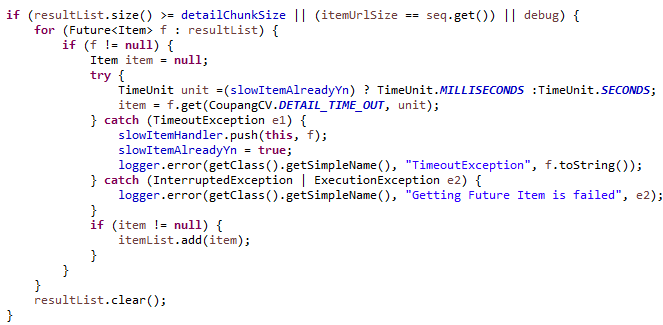 if (resultList.size() >= detailChunkSize || (itemUrlSize == seq.get()) || debug) {
    for (Future<Item> f : resultList) {
        if (f != null) {
            Item item = null;
            try {
                TimeUnit unit =(slowItemAlreadyYn) ? TimeUnit.MILLISECONDS :TimeUnit.SECONDS;
                item = f.get(CoupangCV.DETAIL_TIME_OUT, unit);
            } catch (TimeoutException e1) {
                slowItemHandler.push(this, f);
                slowItemAlreadyYn = true;
                logger.error(getClass().getSimpleName(), "TimeoutException", f.toString());
            } catch (InterruptedException | ExecutionException e2) {
                logger.error(getClass().getSimpleName(), "Getting Future Item is failed", e2);
            }
            if (item != null) {
                itemList.add(item);
            }
        }
    }
    resultList.clear();
}